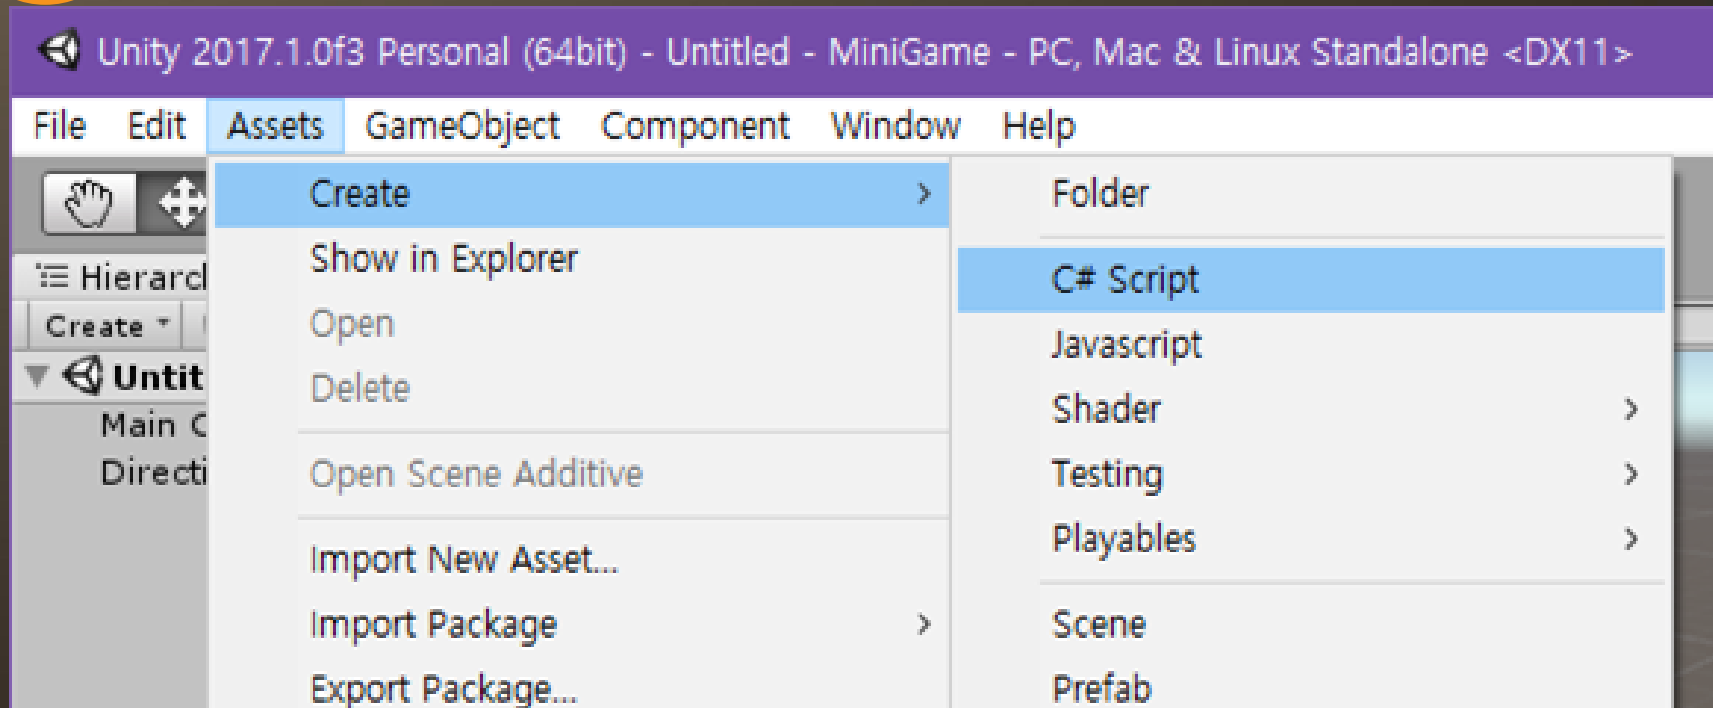 Unity 2017.1.0f3 Personal (64bit) - Untitled - MiniGame - PC, Mac & Linux Standalone <DX11>
File Edit Assets GameObject Component Window Help
Create
Show in Explorer
Open
Delete
Open Scene Additive
Import New Asset...
Import Package
Export Package...
Folder
C# Script
Javascript
Shader
Testing
Playables
Scene
Prefab
Hierarc
Create
Untit
Main C
Directi